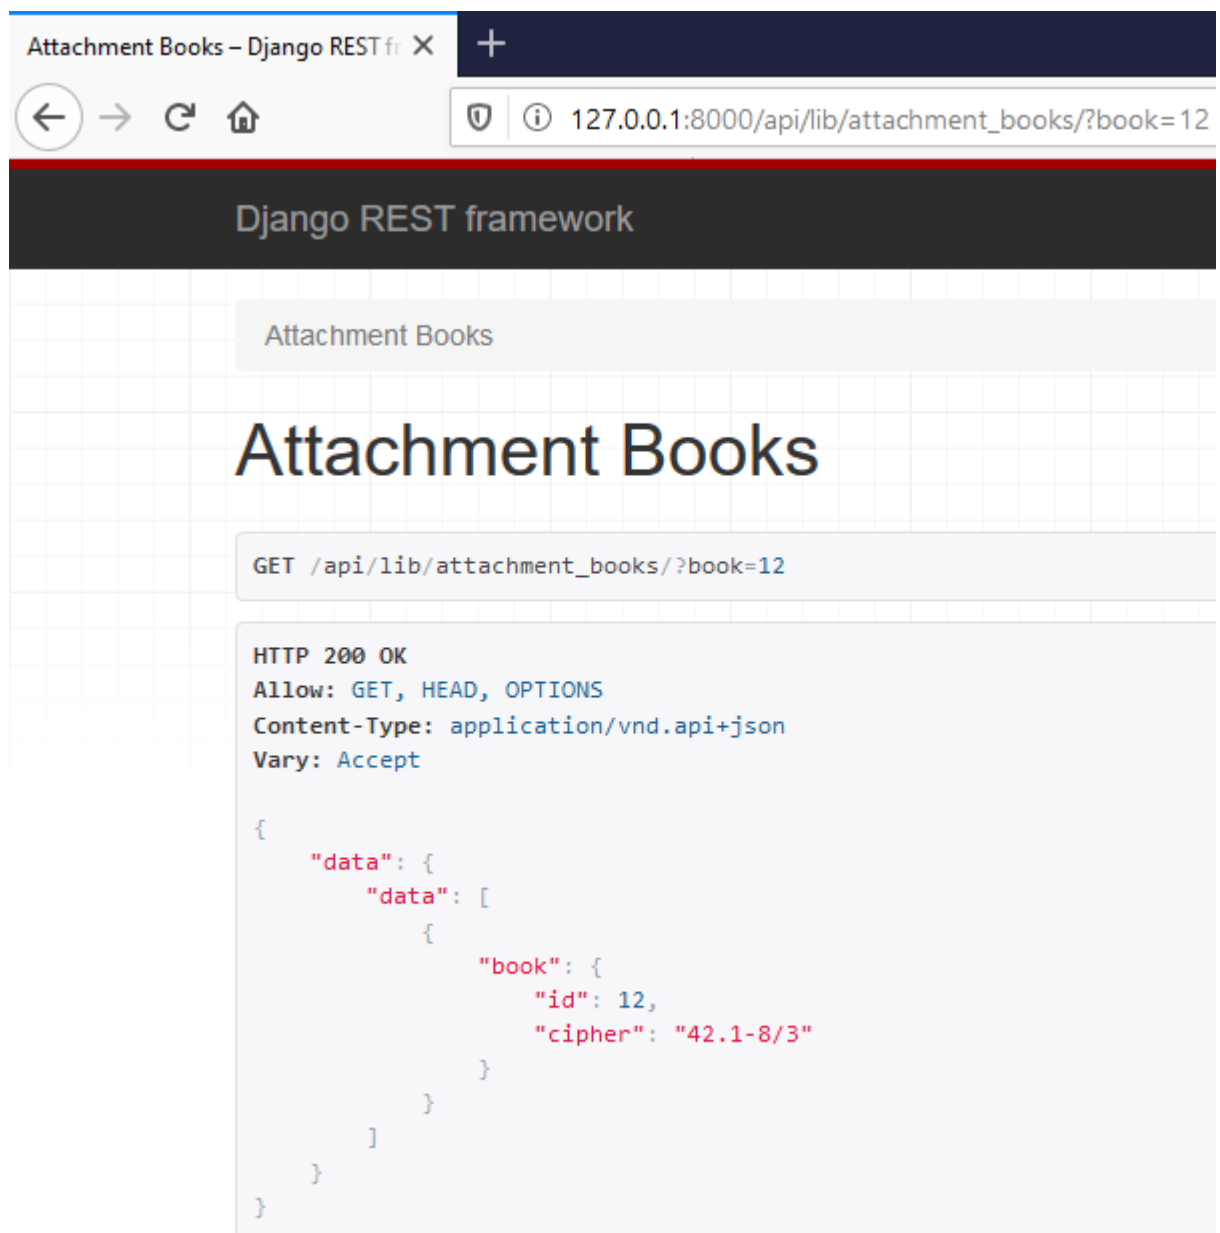 Attachment Books – Django REST fr
127.0.0.1:8000/api/lib/attachment_books/?book=12
Django REST framework
Attachment Books
Attachment Books
GET /api/lib/attachment_books/?book=12
HTTP 200 OK
Allow: GET, HEAD, OPTIONS
Content-Type: application/vnd.api+json
Vary: Accept
{
    "data": {
        "data": [
            {
                "book": {
                    "id": 12,
                    "cipher": "42.1-8/3"
                }
            }
        ]
    }
}